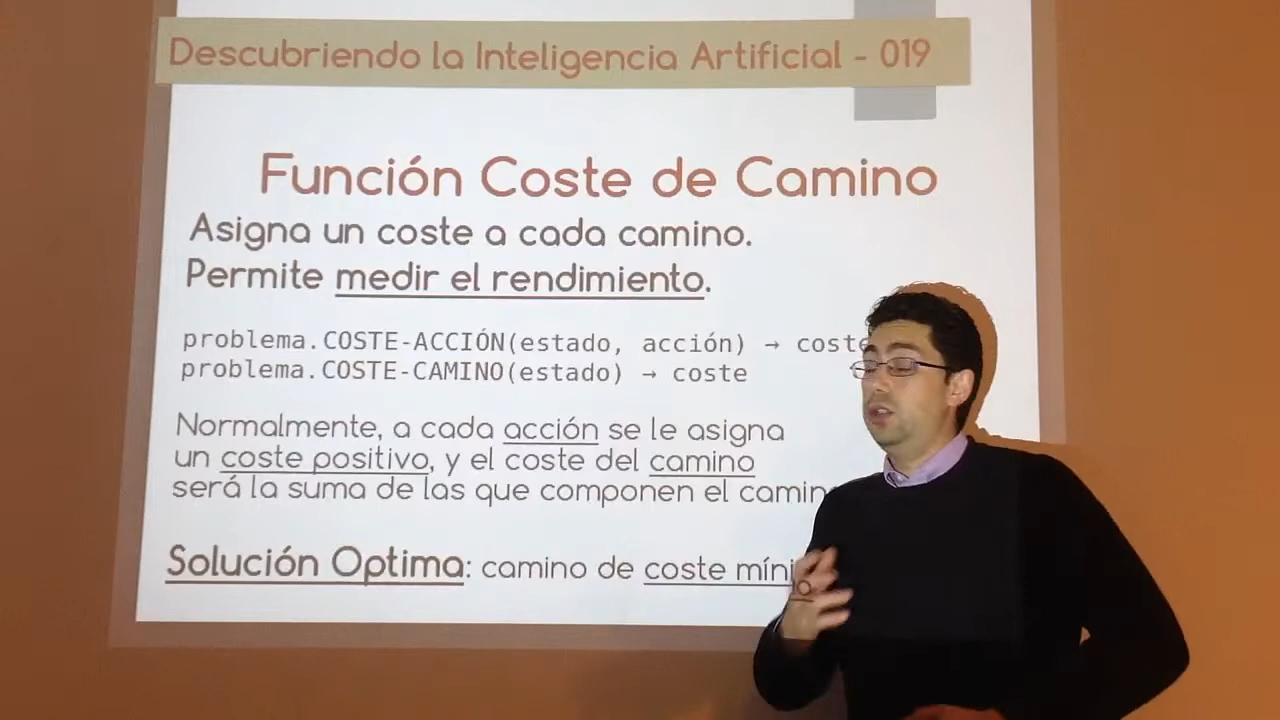 Descubriendo la Inteligencia Artificial - 019
Función Coste de Camino
Asigna un coste a cada camino.
Permite medir el rendimiento.
problema.COSTE-ACCIÓN(estado, acción) → coste
problema.COSTE-CAMINO(estado) → coste
Normalmente, a cada acción se le asigna
un coste positivo, y el coste del camino
será la suma de las que componen el camino
Solución Optima: camino de coste mínimo